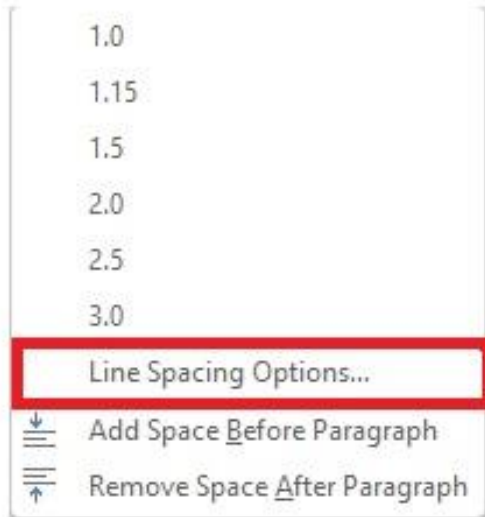 1.0
1.15
1.5
2.0
2.5
3.0
Line Spacing Options...
Add Space Before Paragraph
Remove Space After Paragraph